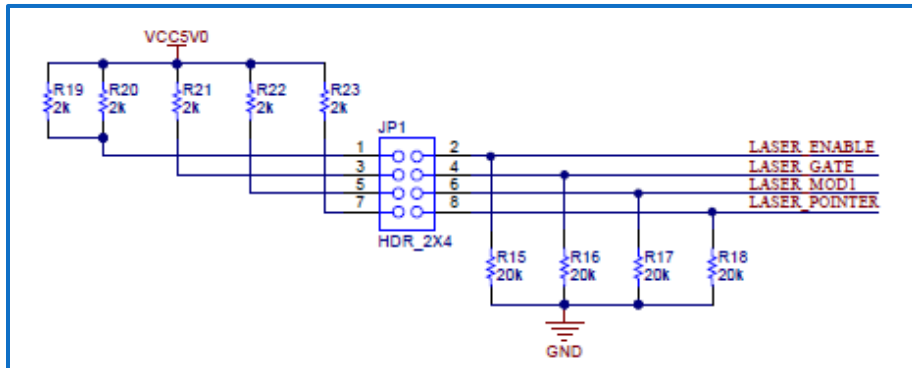 VCC5V0
R19 R20 R21 R22 R23
2k 2k 2k 2k 2k
JP1
1 2 LASER_ENABLE
3 4 LASER_GATE
5 6 LASER_MOD1
7 8 LASER_POINTER
HDR_2X4
R15 R16 R17 R18
20k 20k 20k 20k
GND